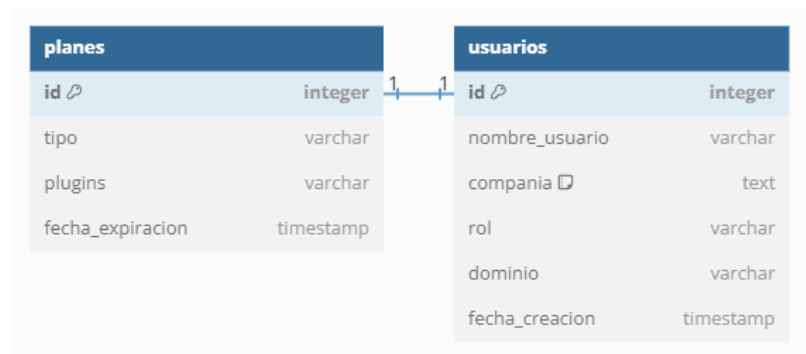 planes
id integer
tipo varchar
plugins varchar
fecha_expiracion timestamp
1 1
usuarios
id integer
nombre_usuario varchar
compania text
rol varchar
dominio varchar
fecha_creacion timestamp